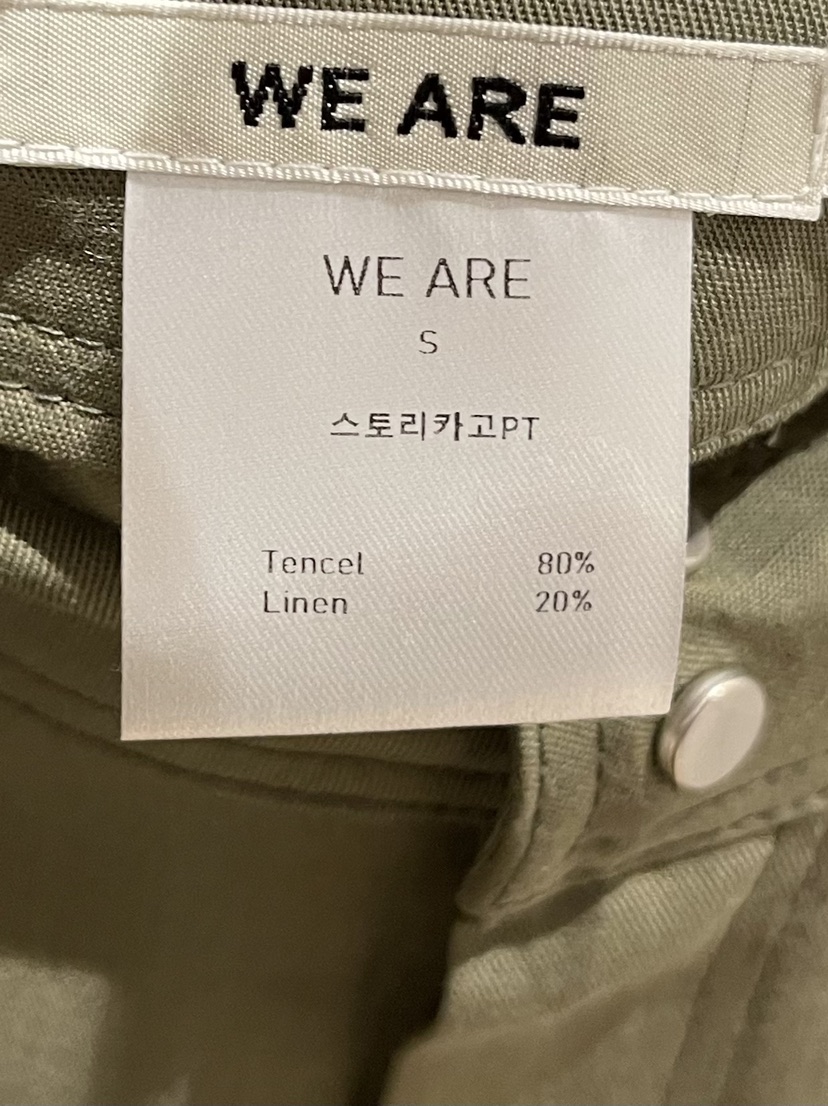 WE ARE
WE ARE
S
스토리카고PT
Tencel 80%
Linen 20%